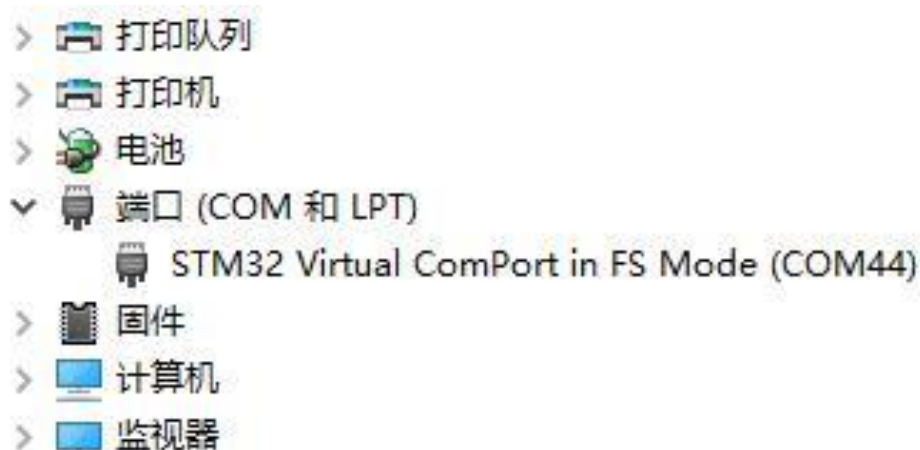 打印队列
打印机
电池
端口 (COM 和 LPT)
STM32 Virtual ComPort in FS Mode (COM44)
固件
计算机
监视器